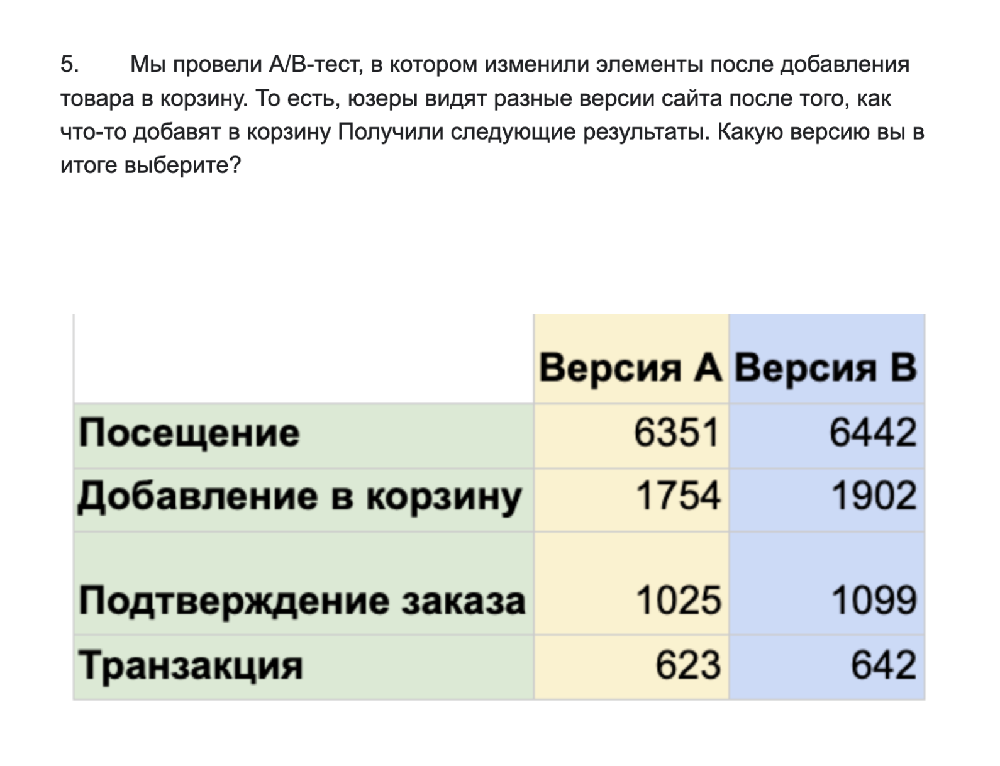 5. Мы провели A/B-тест, в котором изменили элементы после добавления
товара в корзину. То есть, юзеры видят разные версии сайта после того, как
что-то добавят в корзину Получили следующие результаты. Какую версию вы в
итоге выберите?
Версия A Версия B
Посещение 6351 6442
Добавление в корзину 1754 1902
Подтверждение заказа 1025 1099
Транзакция 623 642